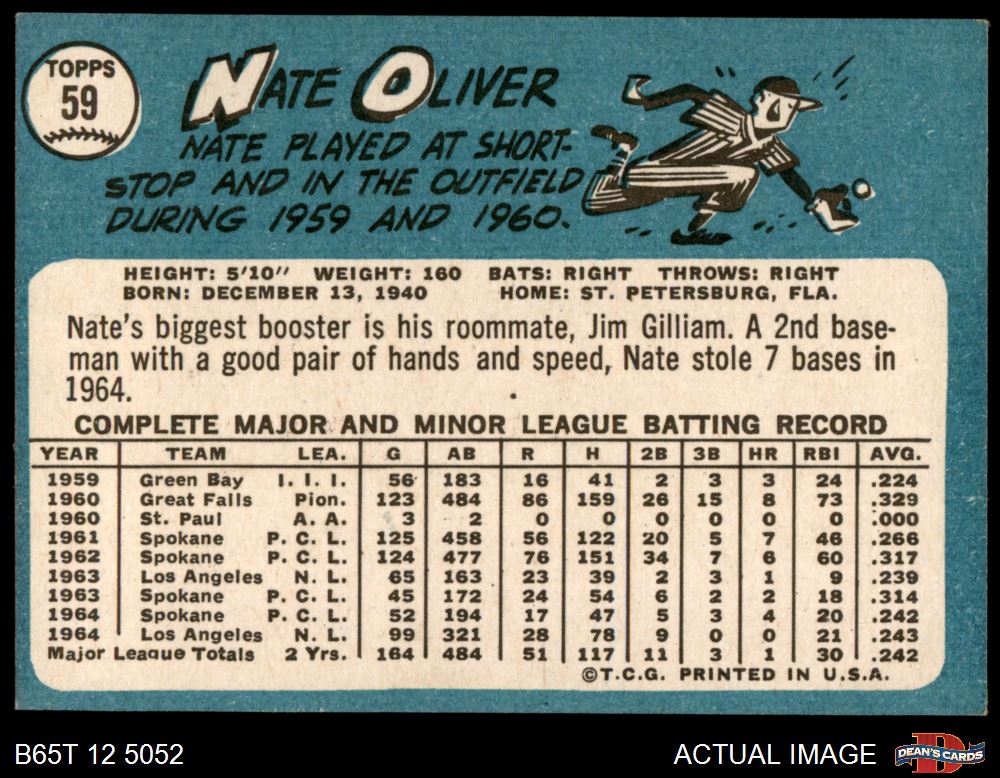 TOPPS
59
NATE OLIVER
NATE PLAYED AT SHORT-
STOP AND IN THE OUTFIELD
DURING 1959 AND 1960.
HEIGHT: 5'10" WEIGHT: 160 BATS: RIGHT THROWS: RIGHT
BORN: DECEMBER 13, 1940 HOME: ST. PETERSBURG, FLA.
Nate's biggest booster is his roommate, Jim Gilliam. A 2nd base-
man with a good pair of hands and speed, Nate stole 7 bases in
1964.
COMPLETE MAJOR AND MINOR LEAGUE BATTING RECORD
YEAR TEAM LEA. G AB R H 2B 3B HR RBI AVG.
1959 Green Bay I. I. I. 56 183 16 41 2 3 3 24 .224
1960 Great Falls Pion. 123 484 86 159 26 15 8 73 .329
1960 St. Paul A. A. 3 2 0 0 0 0 0 0 .000
1961 Spokane P. C. L. 125 458 56 122 20 5 7 46 .266
1962 Spokane P. C. L. 124 477 76 151 34 7 6 60 .317
1963 Los Angeles N. L. 65 163 23 39 2 3 1 9 .239
1963 Spokane P. C. L. 45 172 24 54 6 2 2 18 .314
1964 Spokane P. C. L. 52 194 17 47 5 3 4 20 .242
1964 Los Angeles N. L. 99 321 28 78 9 0 0 21 .243
Major League Totals 2 Yrs. 164 484 51 117 11 3 1 30 .242
©T.C.G. PRINTED IN U.S.A.
B65T 12 5052 ACTUAL IMAGE
D
DEAN'S CARDS